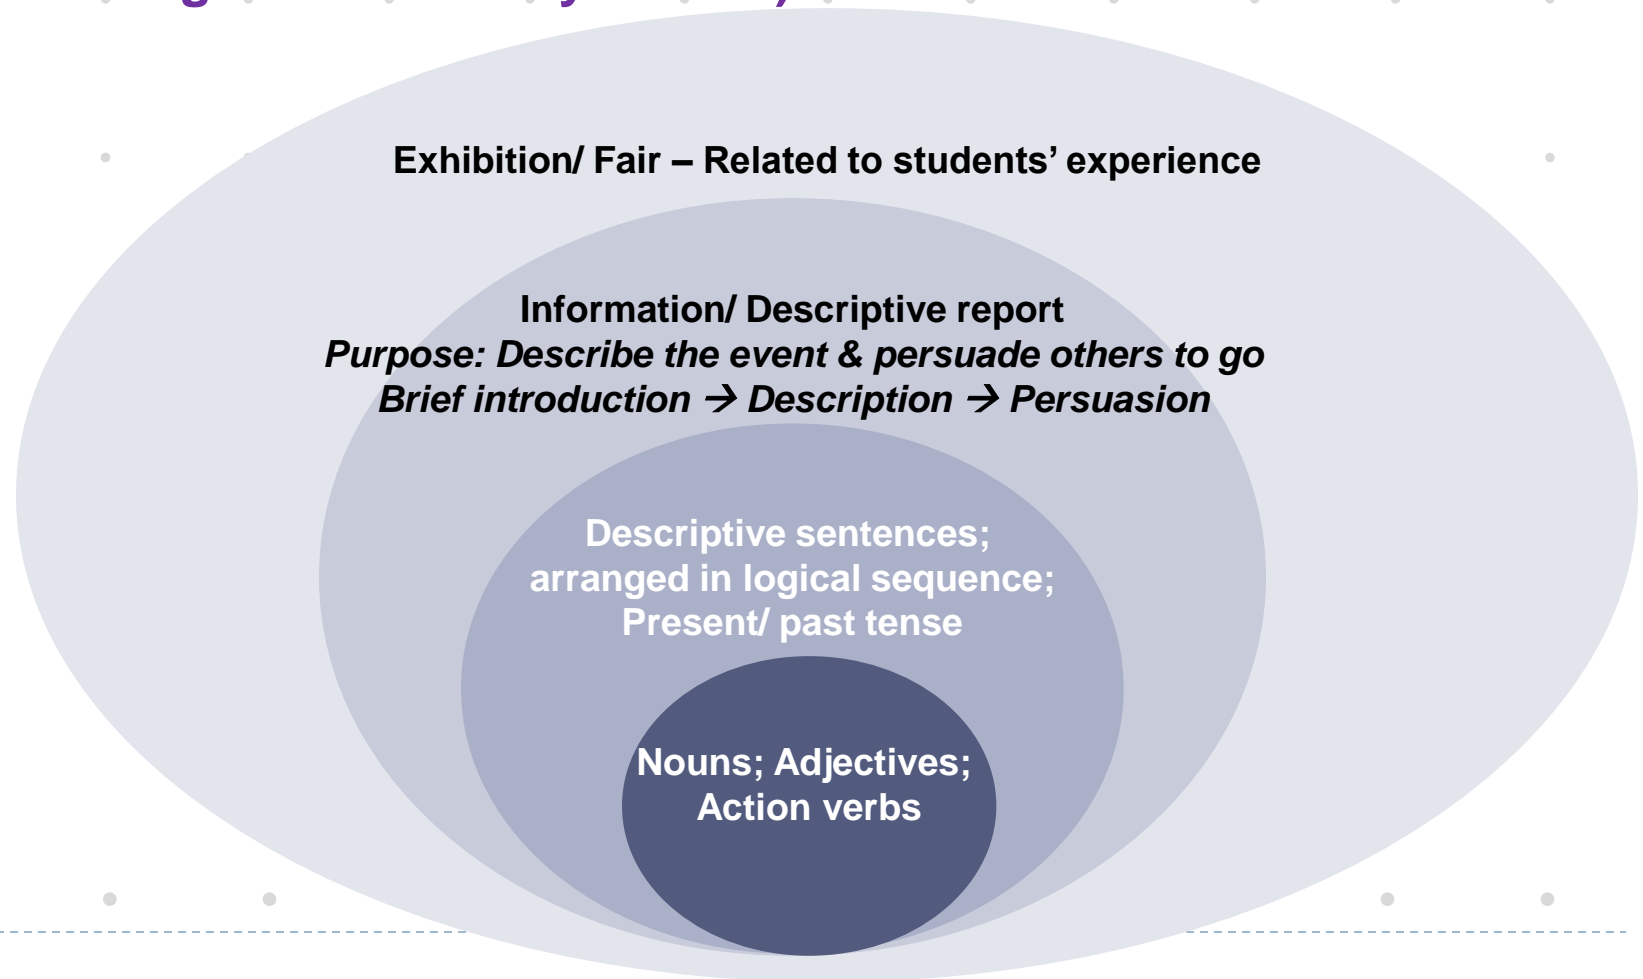 Exhibition/ Fair – Related to students’ experience
Information/ Descriptive report
Purpose: Describe the event & persuade others to go
Brief introduction → Description → Persuasion
Descriptive sentences;
arranged in logical sequence;
Present/ past tense
Nouns; Adjectives;
Action verbs